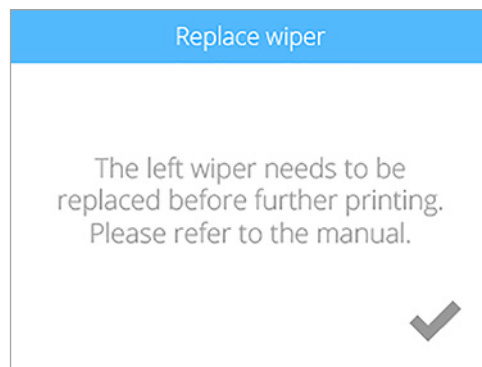 Replace wiper
The left wiper needs to be
replaced before further printing.
Please refer to the manual.